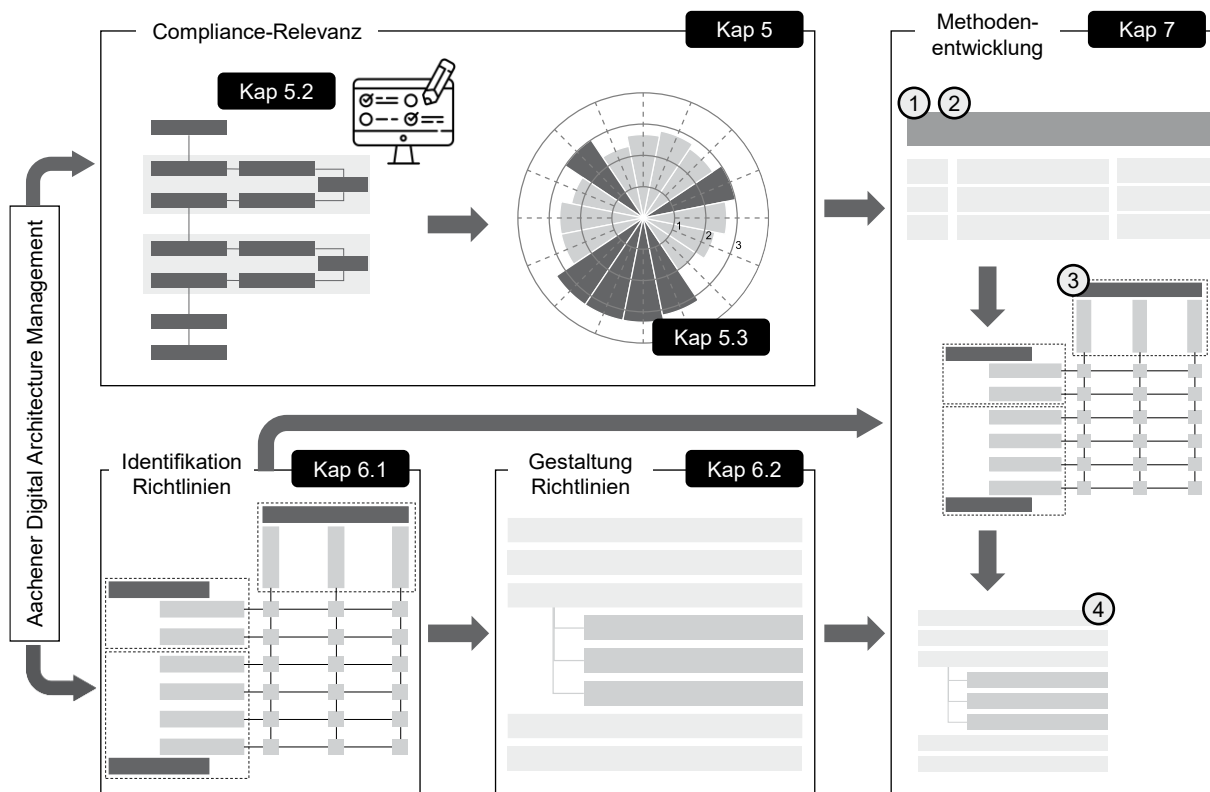 Aachener Digital Architecture Management
Compliance-Relevanz
Kap 5
Kap 5.2
1
2
3
Kap 5.3
Identifikation
Richtlinien
Kap 6.1
Gestaltung
Richtlinien
Kap 6.2
Methoden-
entwicklung
Kap 7
1 2
3
4